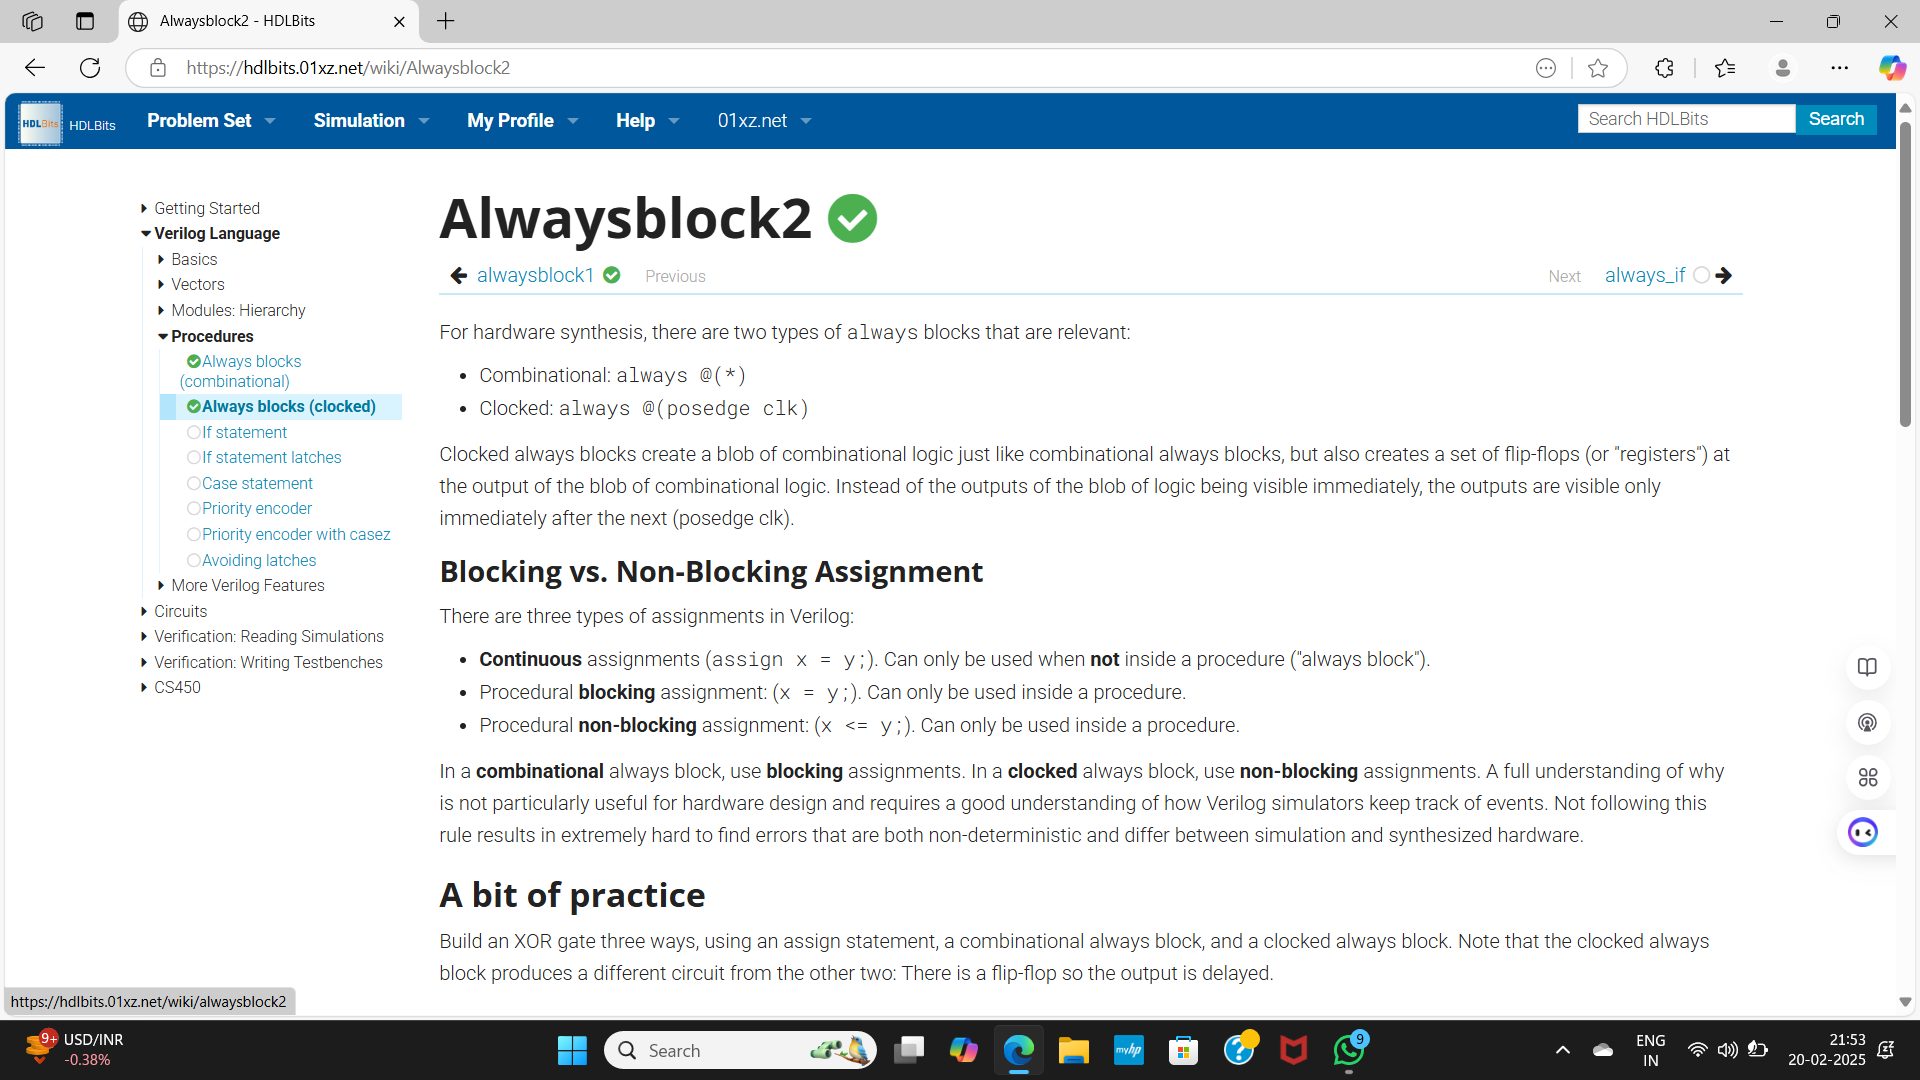 Alwaysblock2 - HDLBits
https://hdlbits.01xz.net/wiki/Alwaysblock2
HDLBits
HDLBits
Problem Set
Simulation
My Profile
Help
01xz.net
Search HDLBits
Search
Getting Started
Verilog Language
Basics
Vectors
Modules: Hierarchy
Procedures
Always blocks
(combinational)
Always blocks (clocked)
If statement
If statement latches
Case statement
Priority encoder
Priority encoder with casez
Avoiding latches
More Verilog Features
Circuits
Verification: Reading Simulations
Verification: Writing Testbenches
CS450
Alwaysblock2
alwaysblock1 Previous
Next always_if
For hardware synthesis, there are two types of always blocks that are relevant:
• Combinational: always @(*)
• Clocked: always @(posedge clk)
Clocked always blocks create a blob of combinational logic just like combinational always blocks, but also creates a set of flip-flops (or "registers") at
the output of the blob of combinational logic. Instead of the outputs of the blob of logic being visible immediately, the outputs are visible only
immediately after the next (posedge clk).
Blocking vs. Non-Blocking Assignment
There are three types of assignments in Verilog:
• Continuous assignments (assign x = y;). Can only be used when not inside a procedure ("always block").
• Procedural blocking assignment: (x = y;). Can only be used inside a procedure.
• Procedural non-blocking assignment: (x <= y;). Can only be used inside a procedure.
In a combinational always block, use blocking assignments. In a clocked always block, use non-blocking assignments. A full understanding of why
is not particularly useful for hardware design and requires a good understanding of how Verilog simulators keep track of events. Not following this
rule results in extremely hard to find errors that are both non-deterministic and differ between simulation and synthesized hardware.
A bit of practice
Build an XOR gate three ways, using an assign statement, a combinational always block, and a clocked always block. Note that the clocked always
block produces a different circuit from the other two: There is a flip-flop so the output is delayed.
https://hdlbits.01xz.net/wiki/alwaysblock2
9+
USD/INR
-0.38%
Search
myhp
9
ENG
IN
21:53
20-02-2025